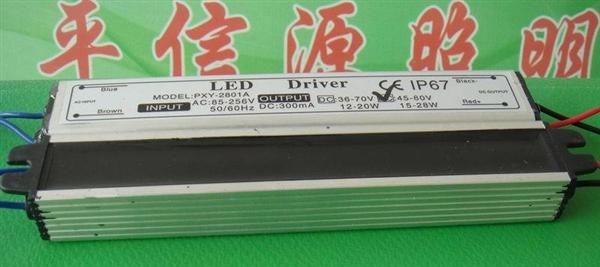 平信源照明
LED Driver
CE IP67
Blue
Black-
MODEL:PXY-2801A
AC INPUT
INPUT AC:85-256V OUTPUT DC:36-70V DC:45-80V
DC OUTPUT
50/60Hz DC:300mA 12-20W 15-28W
Brown
Red+